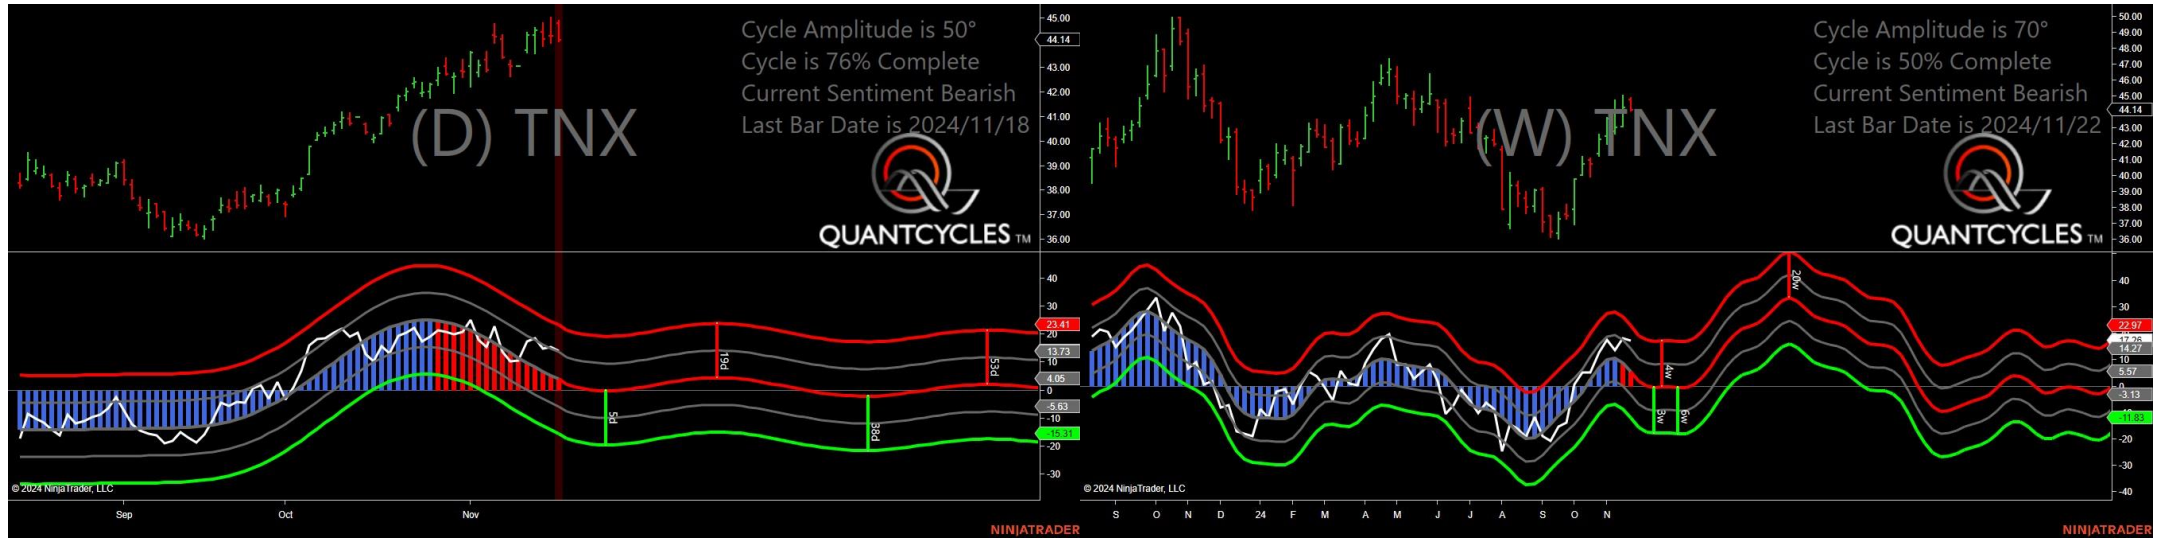 Cycle Amplitude is 50°
Cycle is 76% Complete
Current Sentiment Bearish
Last Bar Date is 2024/11/18
(D) TNX
QUANTCYCLES TM
45.00
44.14
43.00
42.00
41.00
40.00
39.00
38.00
37.00
36.00
40
30
23.41
20
13.73
10
4.05
0
-5.63
-10
-15.31
-20
-30
5d
19d
38d
53d
© 2024 NinjaTrader, LLC
Sep Oct Nov
NINJATRADER
Cycle Amplitude is 70°
Cycle is 50% Complete
Current Sentiment Bearish
Last Bar Date is 2024/11/22
(W) TNX
QUANTCYCLES TM
50.00
49.00
48.00
47.00
46.00
45.00
44.14
43.00
42.00
41.00
40.00
39.00
38.00
37.00
36.00
40
30
22.97
17.26
14.27
10
5.57
0
-3.13
-11.83
-20
-30
-40
3w
4w
6w
20w
© 2024 NinjaTrader, LLC
S O N D 24 F M A M J J A S O N
NINJATRADER